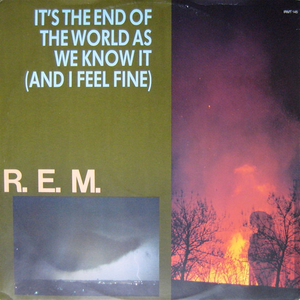 IT'S THE END OF
THE WORLD AS
WE KNOW IT
(AND I FEEL FINE)
R. E. M.